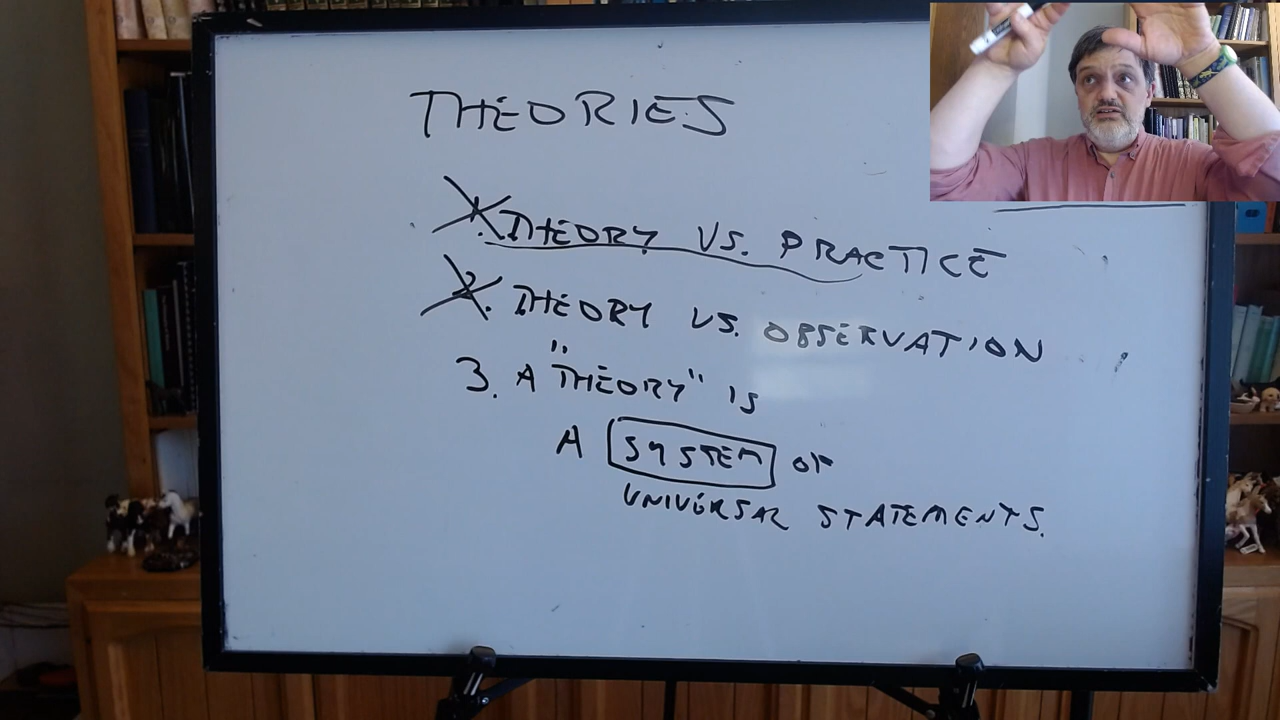 THEORIES
1. THEORY VS. PRACTICE
2. THEORY VS. OBSERVATION
3. A "THEORY" IS
A SYSTEM OF
UNIVERSAL STATEMENTS.